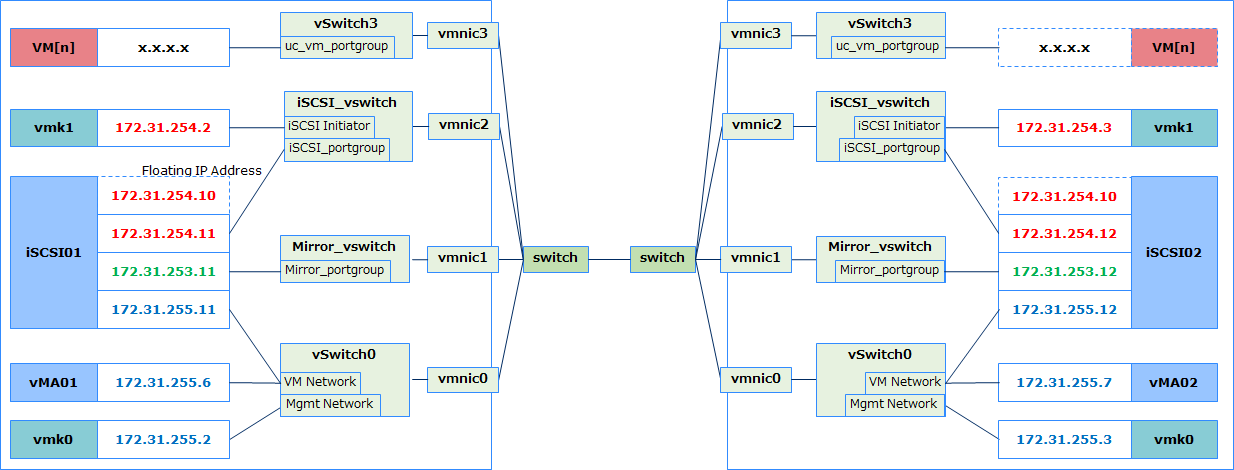 VM[n]
x.x.x.x
vSwitch3
uc_vm_portgroup
vmnic3
vmk1
172.31.254.2
iSCSI_vswitch
iSCSI Initiator
iSCSI_portgroup
vmnic2
Floating IP Address
iSCSI01
172.31.254.10
172.31.254.11
172.31.253.11
172.31.255.11
Mirror_vswitch
Mirror_portgroup
vmnic1
switch
vMA01
172.31.255.6
vSwitch0
VM Network
Mgmt Network
vmnic0
vmk0
172.31.255.2
vmnic3
vSwitch3
uc_vm_portgroup
x.x.x.x
VM[n]
vmnic2
iSCSI_vswitch
iSCSI Initiator
iSCSI_portgroup
172.31.254.3
vmk1
172.31.254.10
172.31.254.12
172.31.253.12
172.31.255.12
iSCSI02
switch
vmnic1
Mirror_vswitch
Mirror_portgroup
vmnic0
vSwitch0
VM Network
Mgmt Network
172.31.255.7
vMA02
172.31.255.3
vmk0